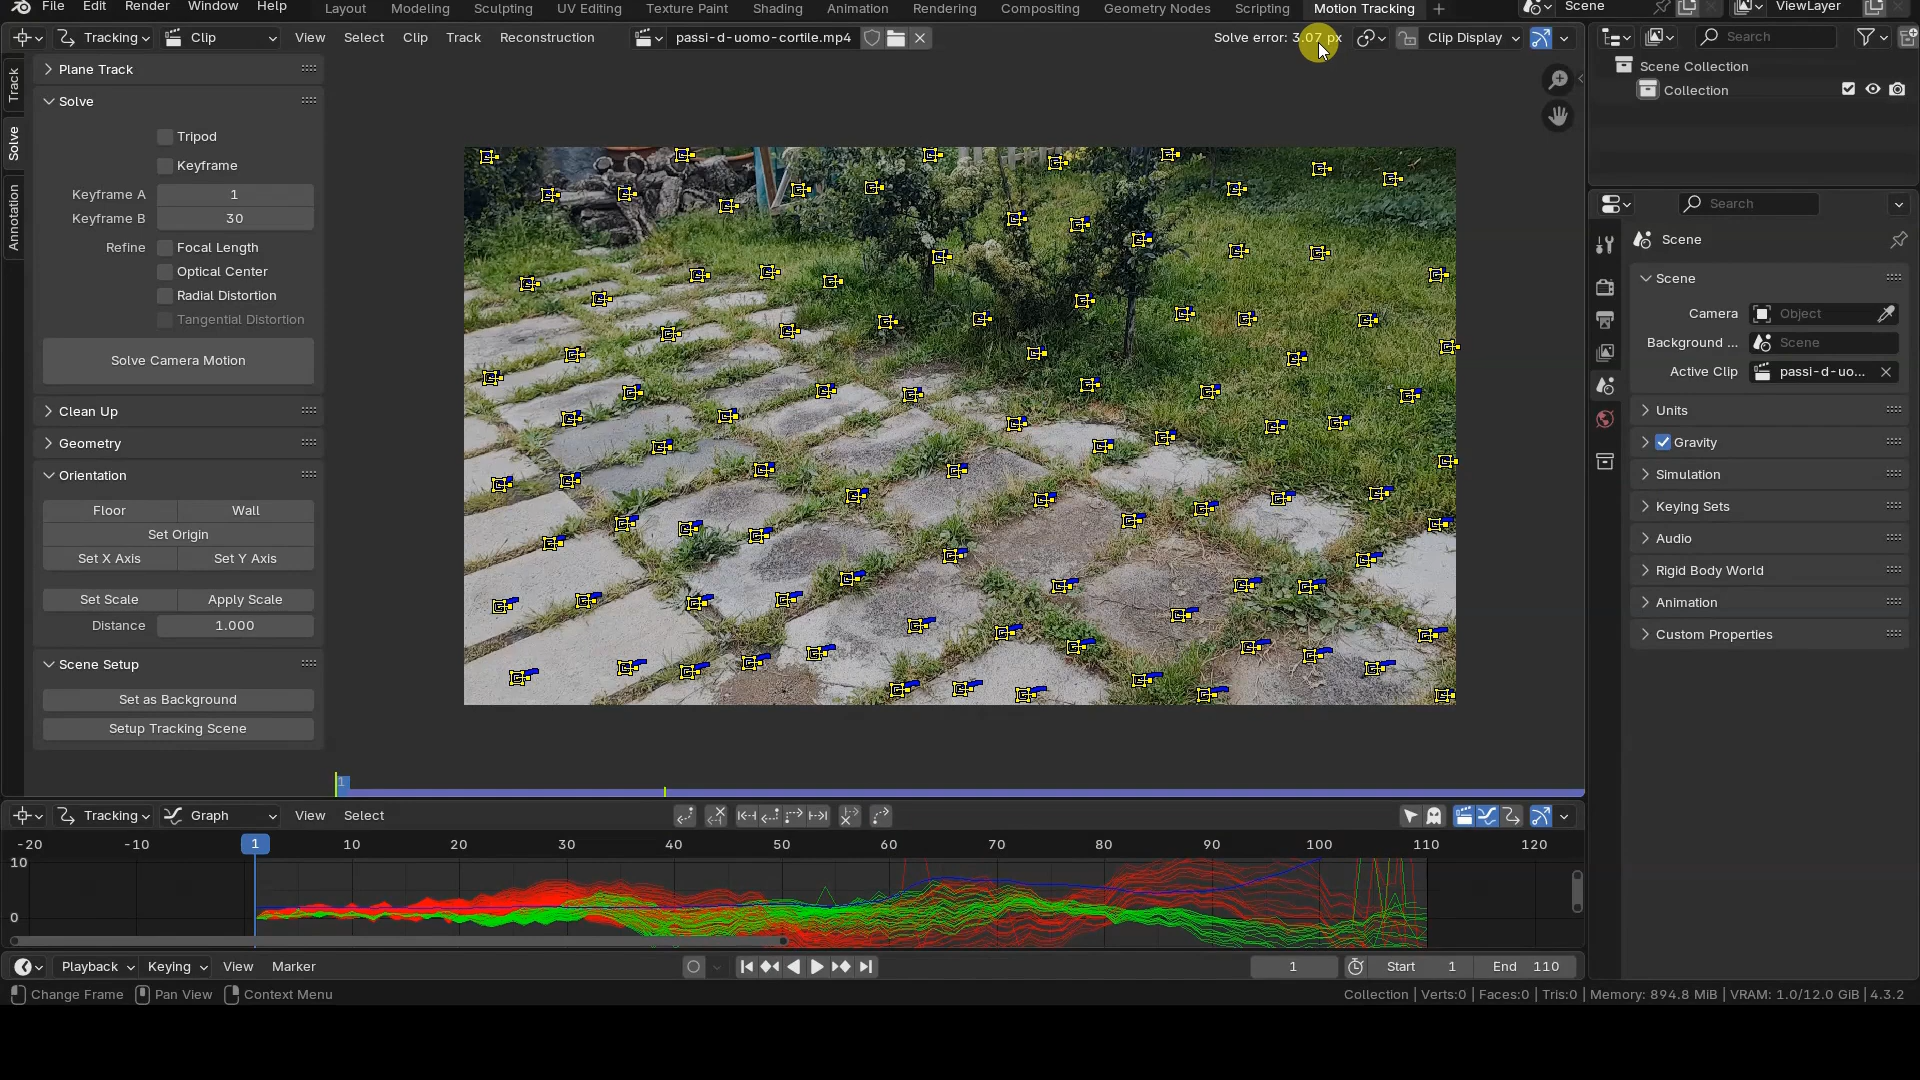 File Edit Render Window Help Layout Modeling Sculpting UV Editing Texture Paint Shading Animation Rendering Compositing Geometry Nodes Scripting Motion Tracking + Scene ViewLayer
Tracking Clip View Select Clip Track Reconstruction passi-d-uomo-cortile.mp4 Solve error: 3.07 px Clip Display Search
Track
Solve
Annotation
Plane Track
Solve
Tripod
Keyframe
Keyframe A 1
Keyframe B 30
Refine Focal Length
Optical Center
Radial Distortion
Tangential Distortion
Solve Camera Motion
Clean Up
Geometry
Orientation
Floor Wall
Set Origin
Set X Axis Set Y Axis
Set Scale Apply Scale
Distance 1.000
Scene Setup
Set as Background
Setup Tracking Scene
1
Scene Collection
Collection
Search
Scene
Scene
Camera Object
Background ... Scene
Active Clip passi-d-uo...
Units
Gravity
Simulation
Keying Sets
Audio
Rigid Body World
Animation
Custom Properties
Tracking Graph View Select
-20 -10 1 10 20 30 40 50 60 70 80 90 100 110 120
10
0
Playback Keying View Marker 1 Start 1 End 110
Change Frame Pan View Context Menu Collection | Verts:0 | Faces:0 | Tris:0 | Memory: 894.8 MiB | VRAM: 1.0/12.0 GiB | 4.3.2